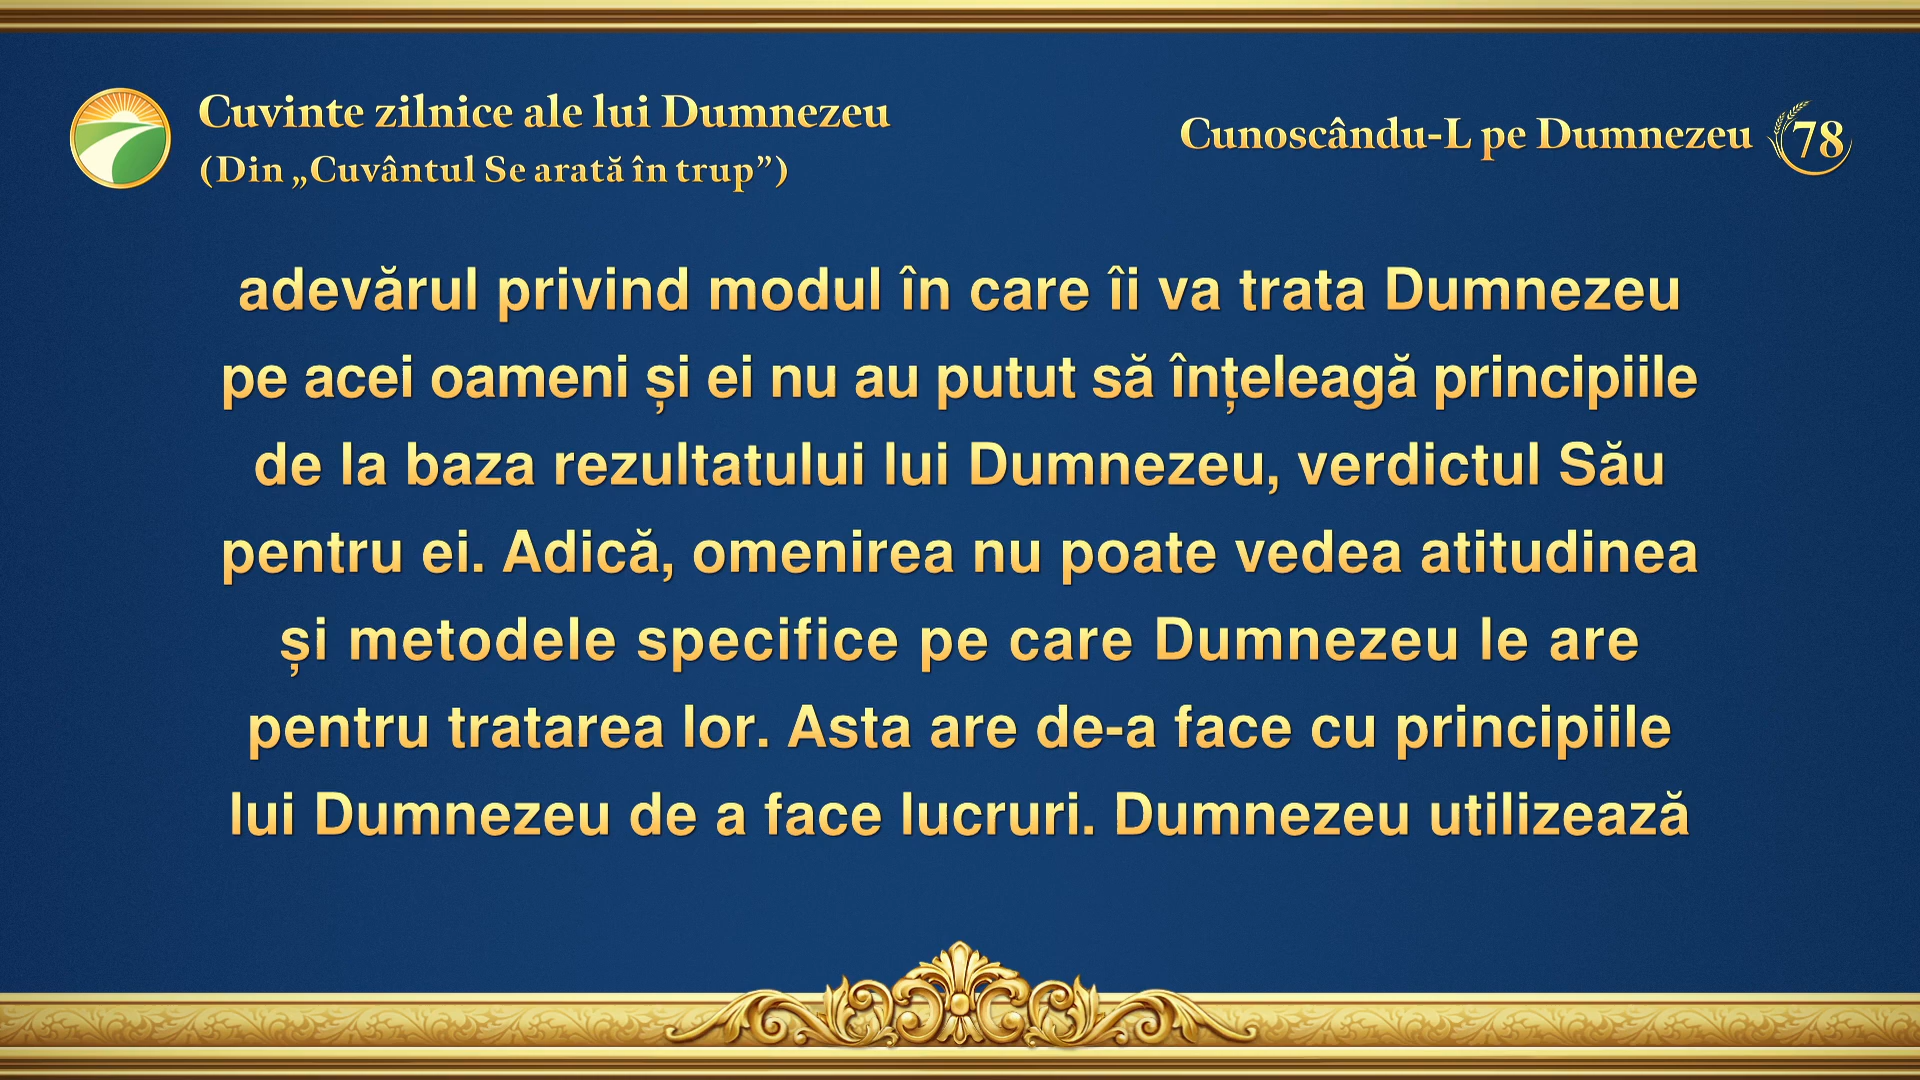 Cuvinte zilnice ale lui Dumnezeu
(Din „Cuvântul Se arată în trup”)
Cunoscându-L pe Dumnezeu 78
adevărul privind modul în care îi va trata Dumnezeu
pe acei oameni și ei nu au putut să înțeleagă principiile
de la baza rezultatului lui Dumnezeu, verdictul Său
pentru ei. Adică, omenirea nu poate vedea atitudinea
și metodele specifice pe care Dumnezeu le are
pentru tratarea lor. Asta are de-a face cu principiile
lui Dumnezeu de a face lucruri. Dumnezeu utilizează